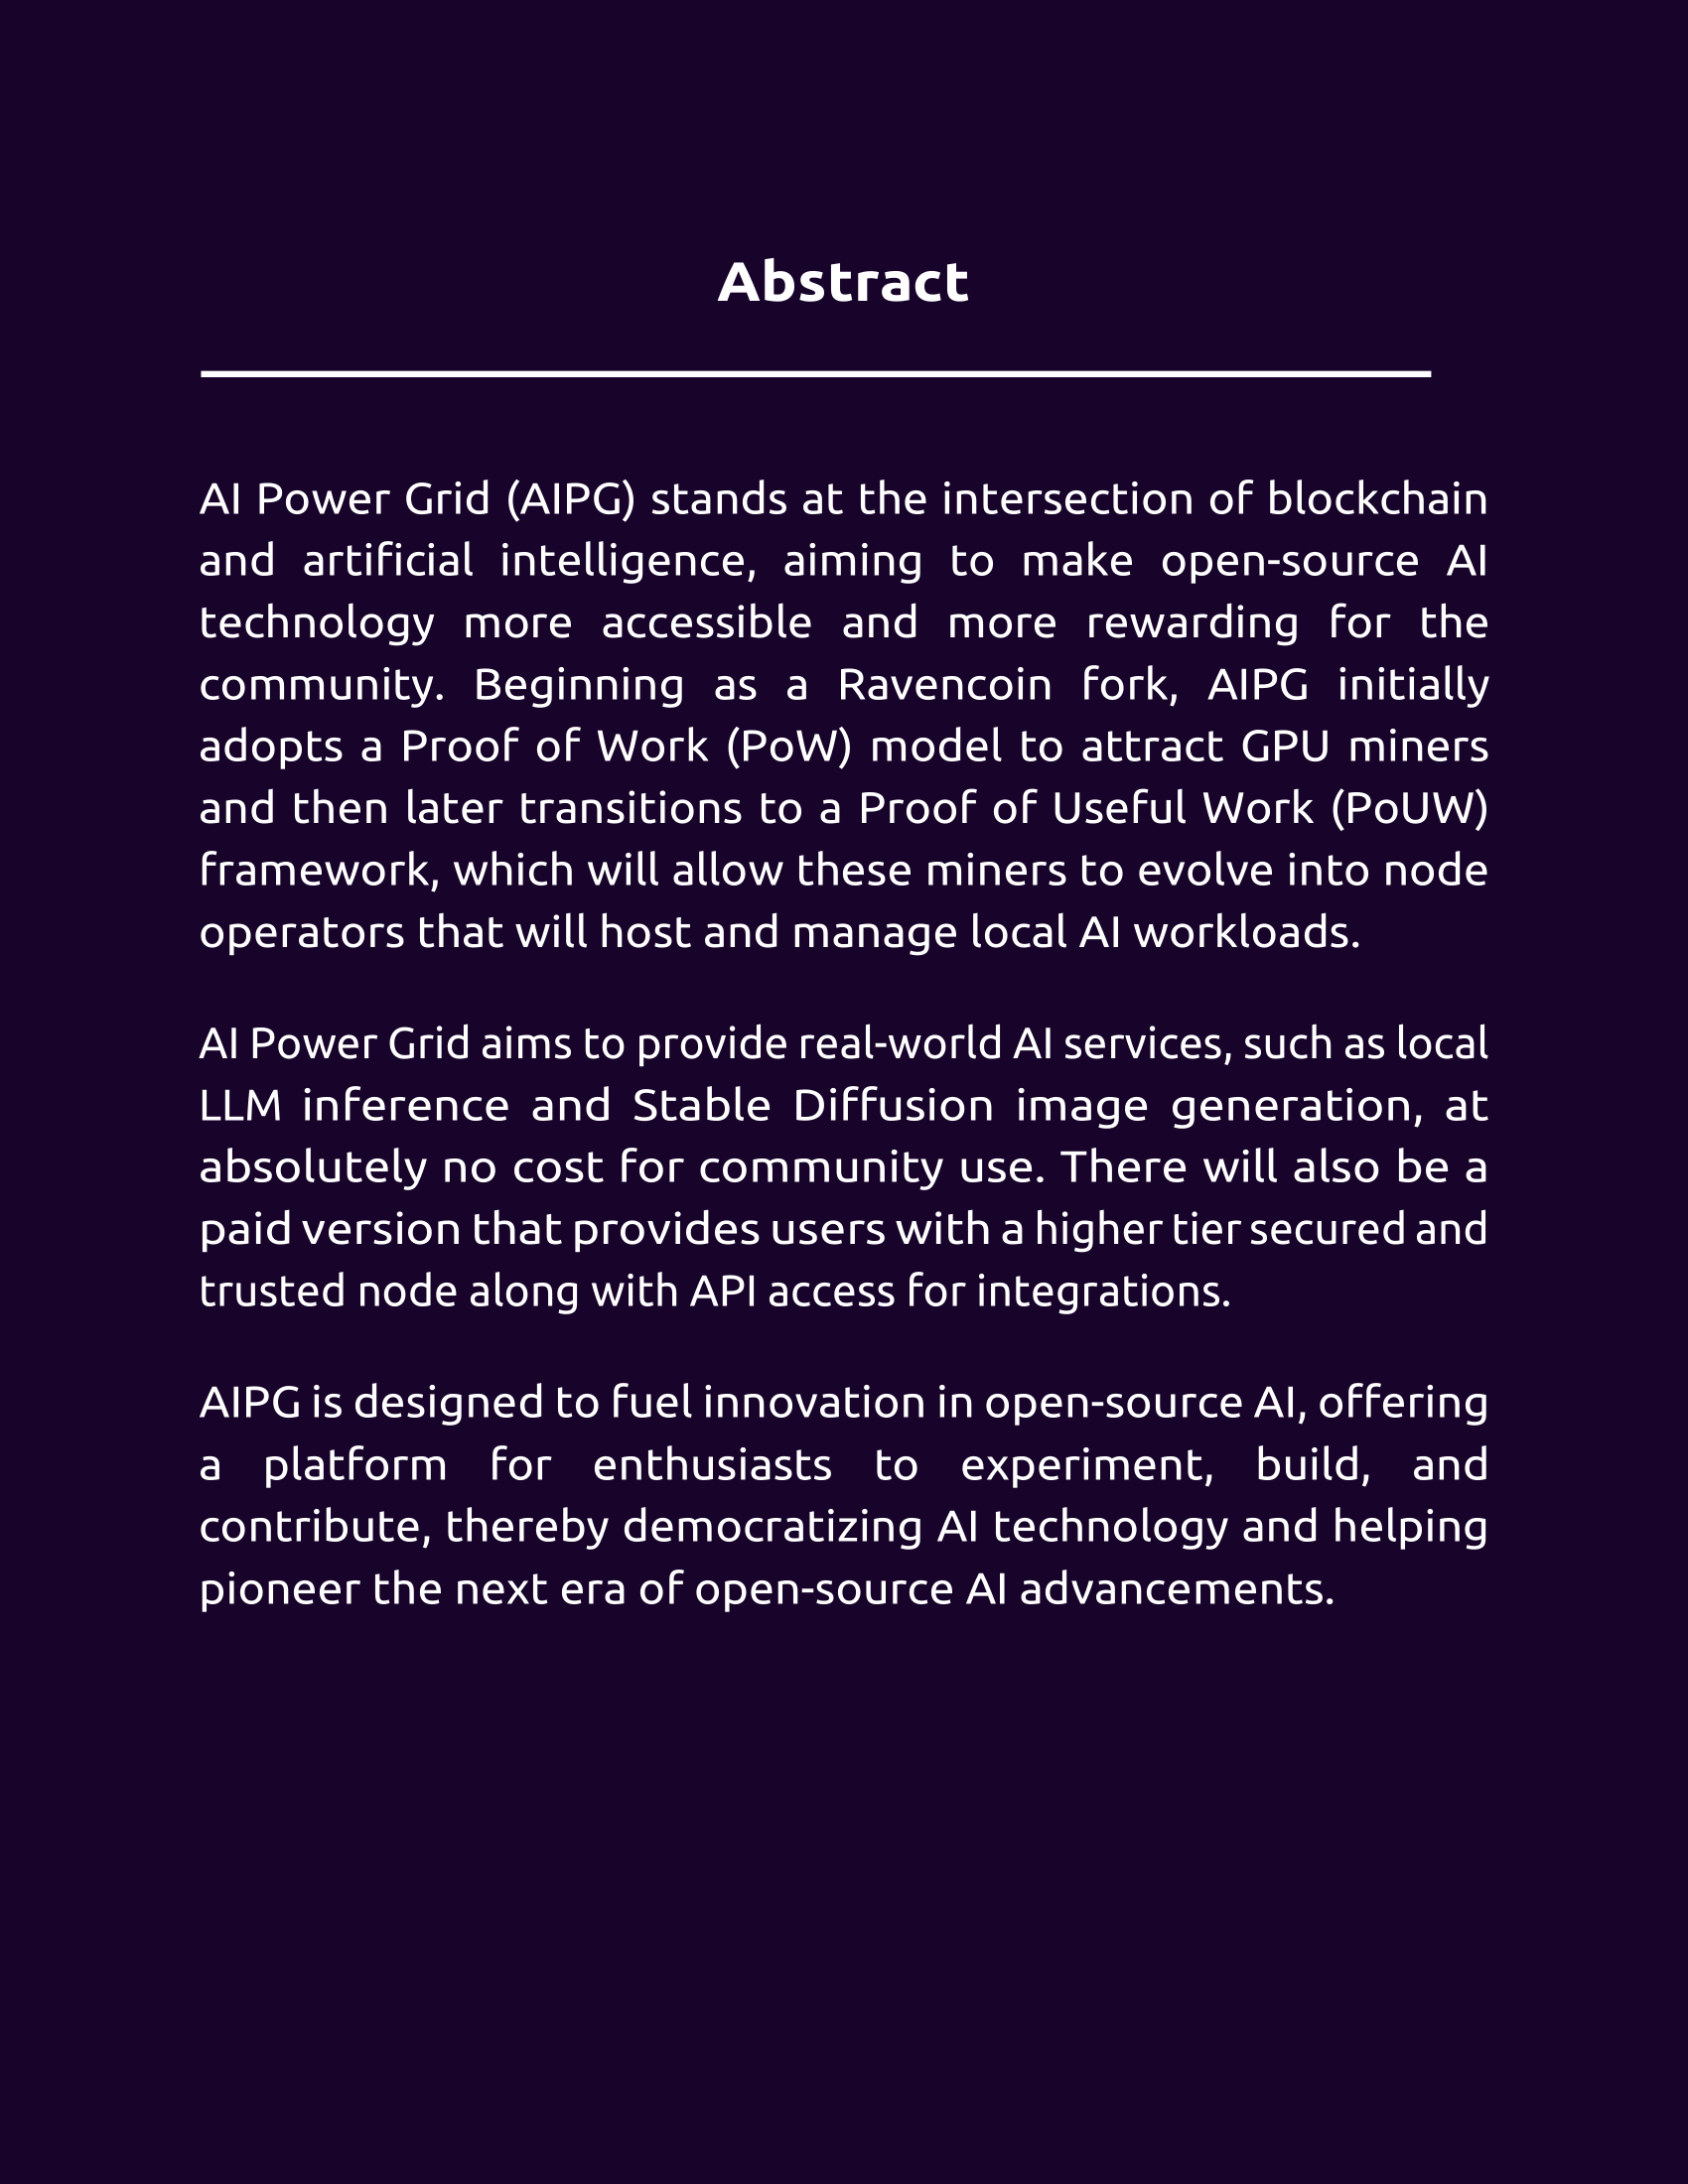 Abstract
AI Power Grid (AIPG) stands at the intersection of blockchain
and artificial intelligence, aiming to make open-source AI
technology more accessible and more rewarding for the
community. Beginning as a Ravencoin fork, AIPG initially
adopts a Proof of Work (PoW) model to attract GPU miners
and then later transitions to a Proof of Useful Work (PoUW)
framework, which will allow these miners to evolve into node
operators that will host and manage local AI workloads.
AI Power Grid aims to provide real-world AI services, such as local
LLM inference and Stable Diffusion image generation, at
absolutely no cost for community use. There will also be a
paid version that provides users with a higher tier secured and
trusted node along with API access for integrations.
AIPG is designed to fuel innovation in open-source AI, offering
a platform for enthusiasts to experiment, build, and
contribute, thereby democratizing AI technology and helping
pioneer the next era of open-source AI advancements.